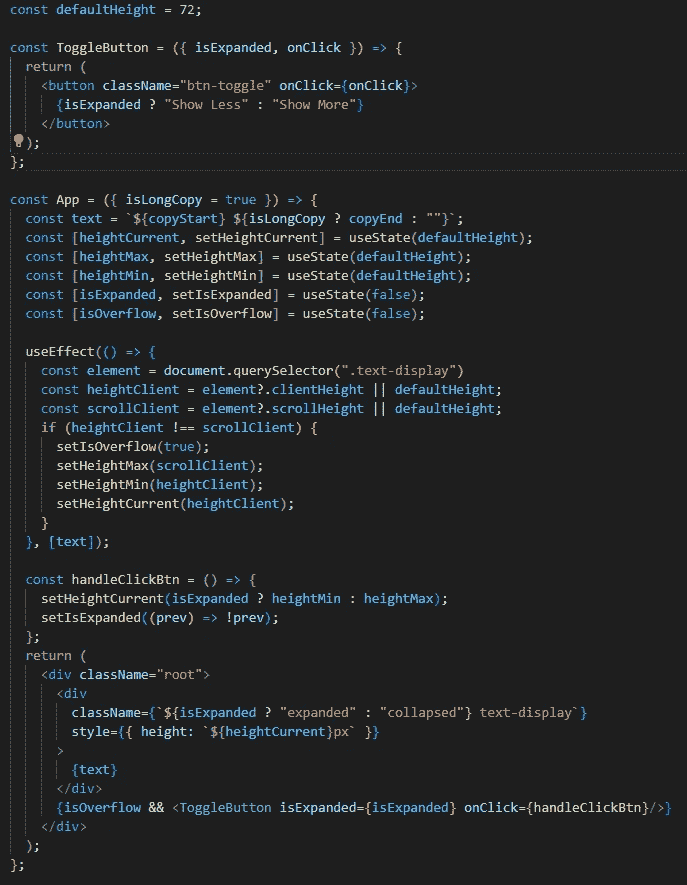 const defaultHeight = 72;
const ToggleButton = ({ isExpanded, onClick }) => {
return (
<button className="btn-toggle" onClick={onClick}>
{isExpanded ? "Show Less" : "Show More"}
</button>
);
};
const App = ({ isLongCopy = true }) => {
const text = `${copyStart} ${isLongCopy ? copyEnd : ""}`;
const [heightCurrent, setHeightCurrent] = useState(defaultHeight);
const [heightMax, setHeightMax] = useState(defaultHeight);
const [heightMin, setHeightMin] = useState(defaultHeight);
const [isExpanded, setIsExpanded] = useState(false);
const [isOverflow, setIsOverflow] = useState(false);
useEffect(() => {
const element = document.querySelector(".text-display")
const heightClient = element?.clientHeight || defaultHeight;
const scrollClient = element?.scrollHeight || defaultHeight;
if (heightClient !== scrollClient) {
setIsOverflow(true);
setHeightMax(scrollClient);
setHeightMin(heightClient);
setHeightCurrent(heightClient);
}
}, [text]);
const handleClickBtn = () => {
setHeightCurrent(isExpanded ? heightMin : heightMax);
setIsExpanded((prev) => !prev);
};
return (
<div className="root">
<div
className={`${isExpanded ? "expanded" : "collapsed"} text-display`}
style={{ height: `${heightCurrent}px` }}
>
{text}
</div>
{isOverflow && <ToggleButton isExpanded={isExpanded} onClick={handleClickBtn}/>}
</div>
);
};